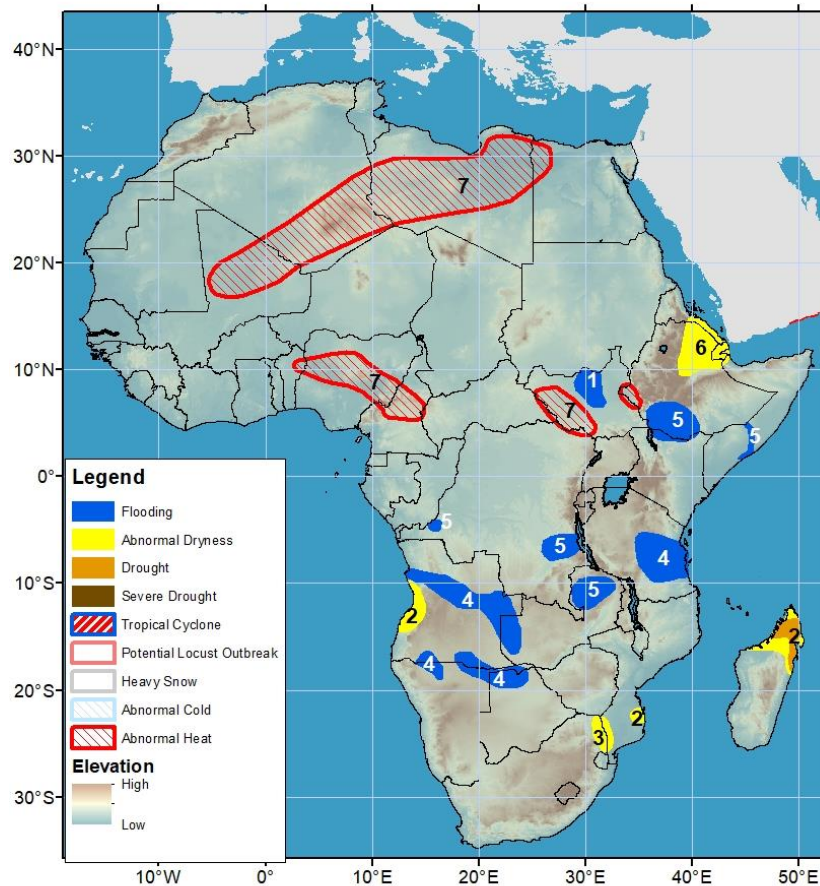 40°N
30°N
20°N
10°N
0°
10°S
20°S
30°S
7
7
7
6
1
5
5
5
5
5
4
4
4
4
2
2
2
3
Legend
Flooding
Abnormal Dryness
Drought
Severe Drought
Tropical Cyclone
Potential Locust Outbreak
Heavy Snow
Abnormal Cold
Abnormal Heat
Elevation
High
Low
10°W
0°
10°E
20°E
30°E
40°E
50°E